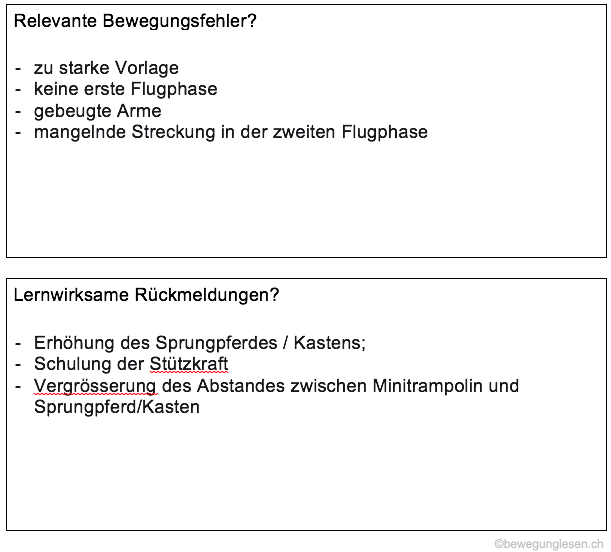 Relevante Bewegungsfehler?
- zu starke Vorlage
- keine erste Flugphase
- gebeugte Arme
- mangelnde Streckung in der zweiten Flugphase
Lernwirksame Rückmeldungen?
- Erhöhung des Sprungpferdes / Kastens;
- Schulung der Stützkraft
- Vergrösserung des Abstandes zwischen Minitrampolin und
Sprungpferd/Kasten
©bewegunglesen.ch